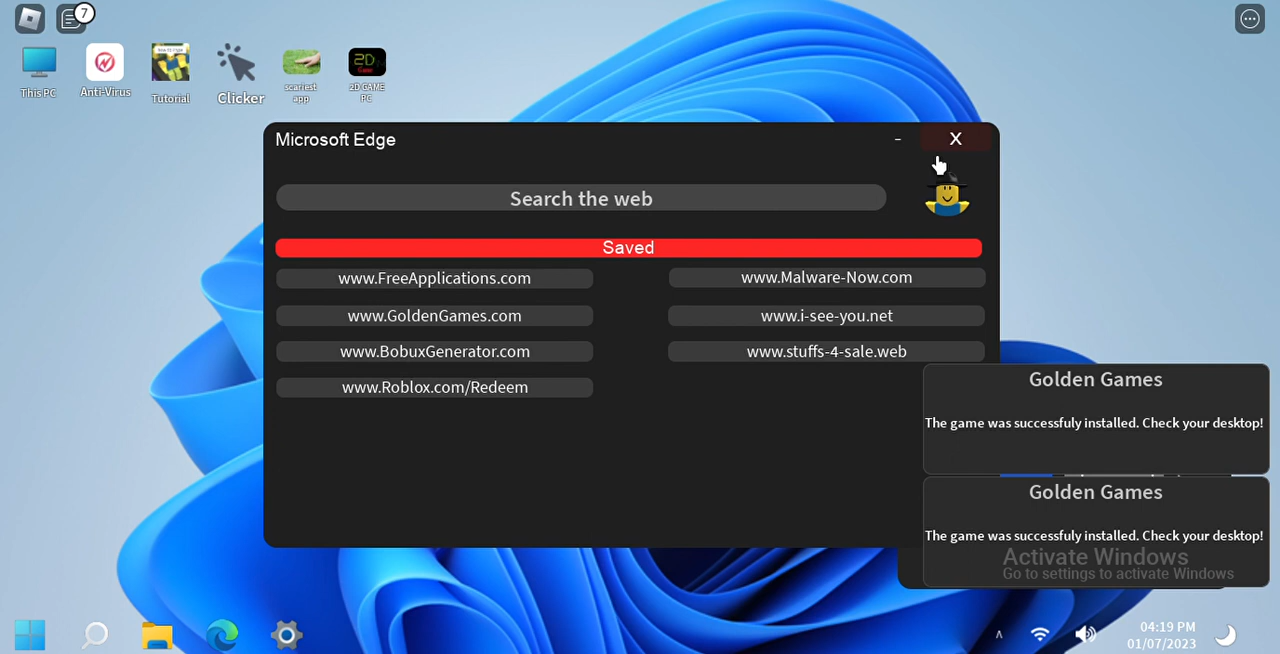 7
This PC
Anti-Virus
Tutorial
Clicker
scariest
app
2D
Game
2D GAME
PC
Microsoft Edge
-
X
Search the web
Saved
www.FreeApplications.com
www.Malware-Now.com
www.GoldenGames.com
www.i-see-you.net
www.BobuxGenerator.com
www.stuffs-4-sale.web
www.Roblox.com/Redeem
Golden Games
The game was successfuly installed. Check your desktop!
Golden Games
The game was successfuly installed. Check your desktop!
Activate Windows
Go to settings to activate Windows
04:19 PM
01/07/2023